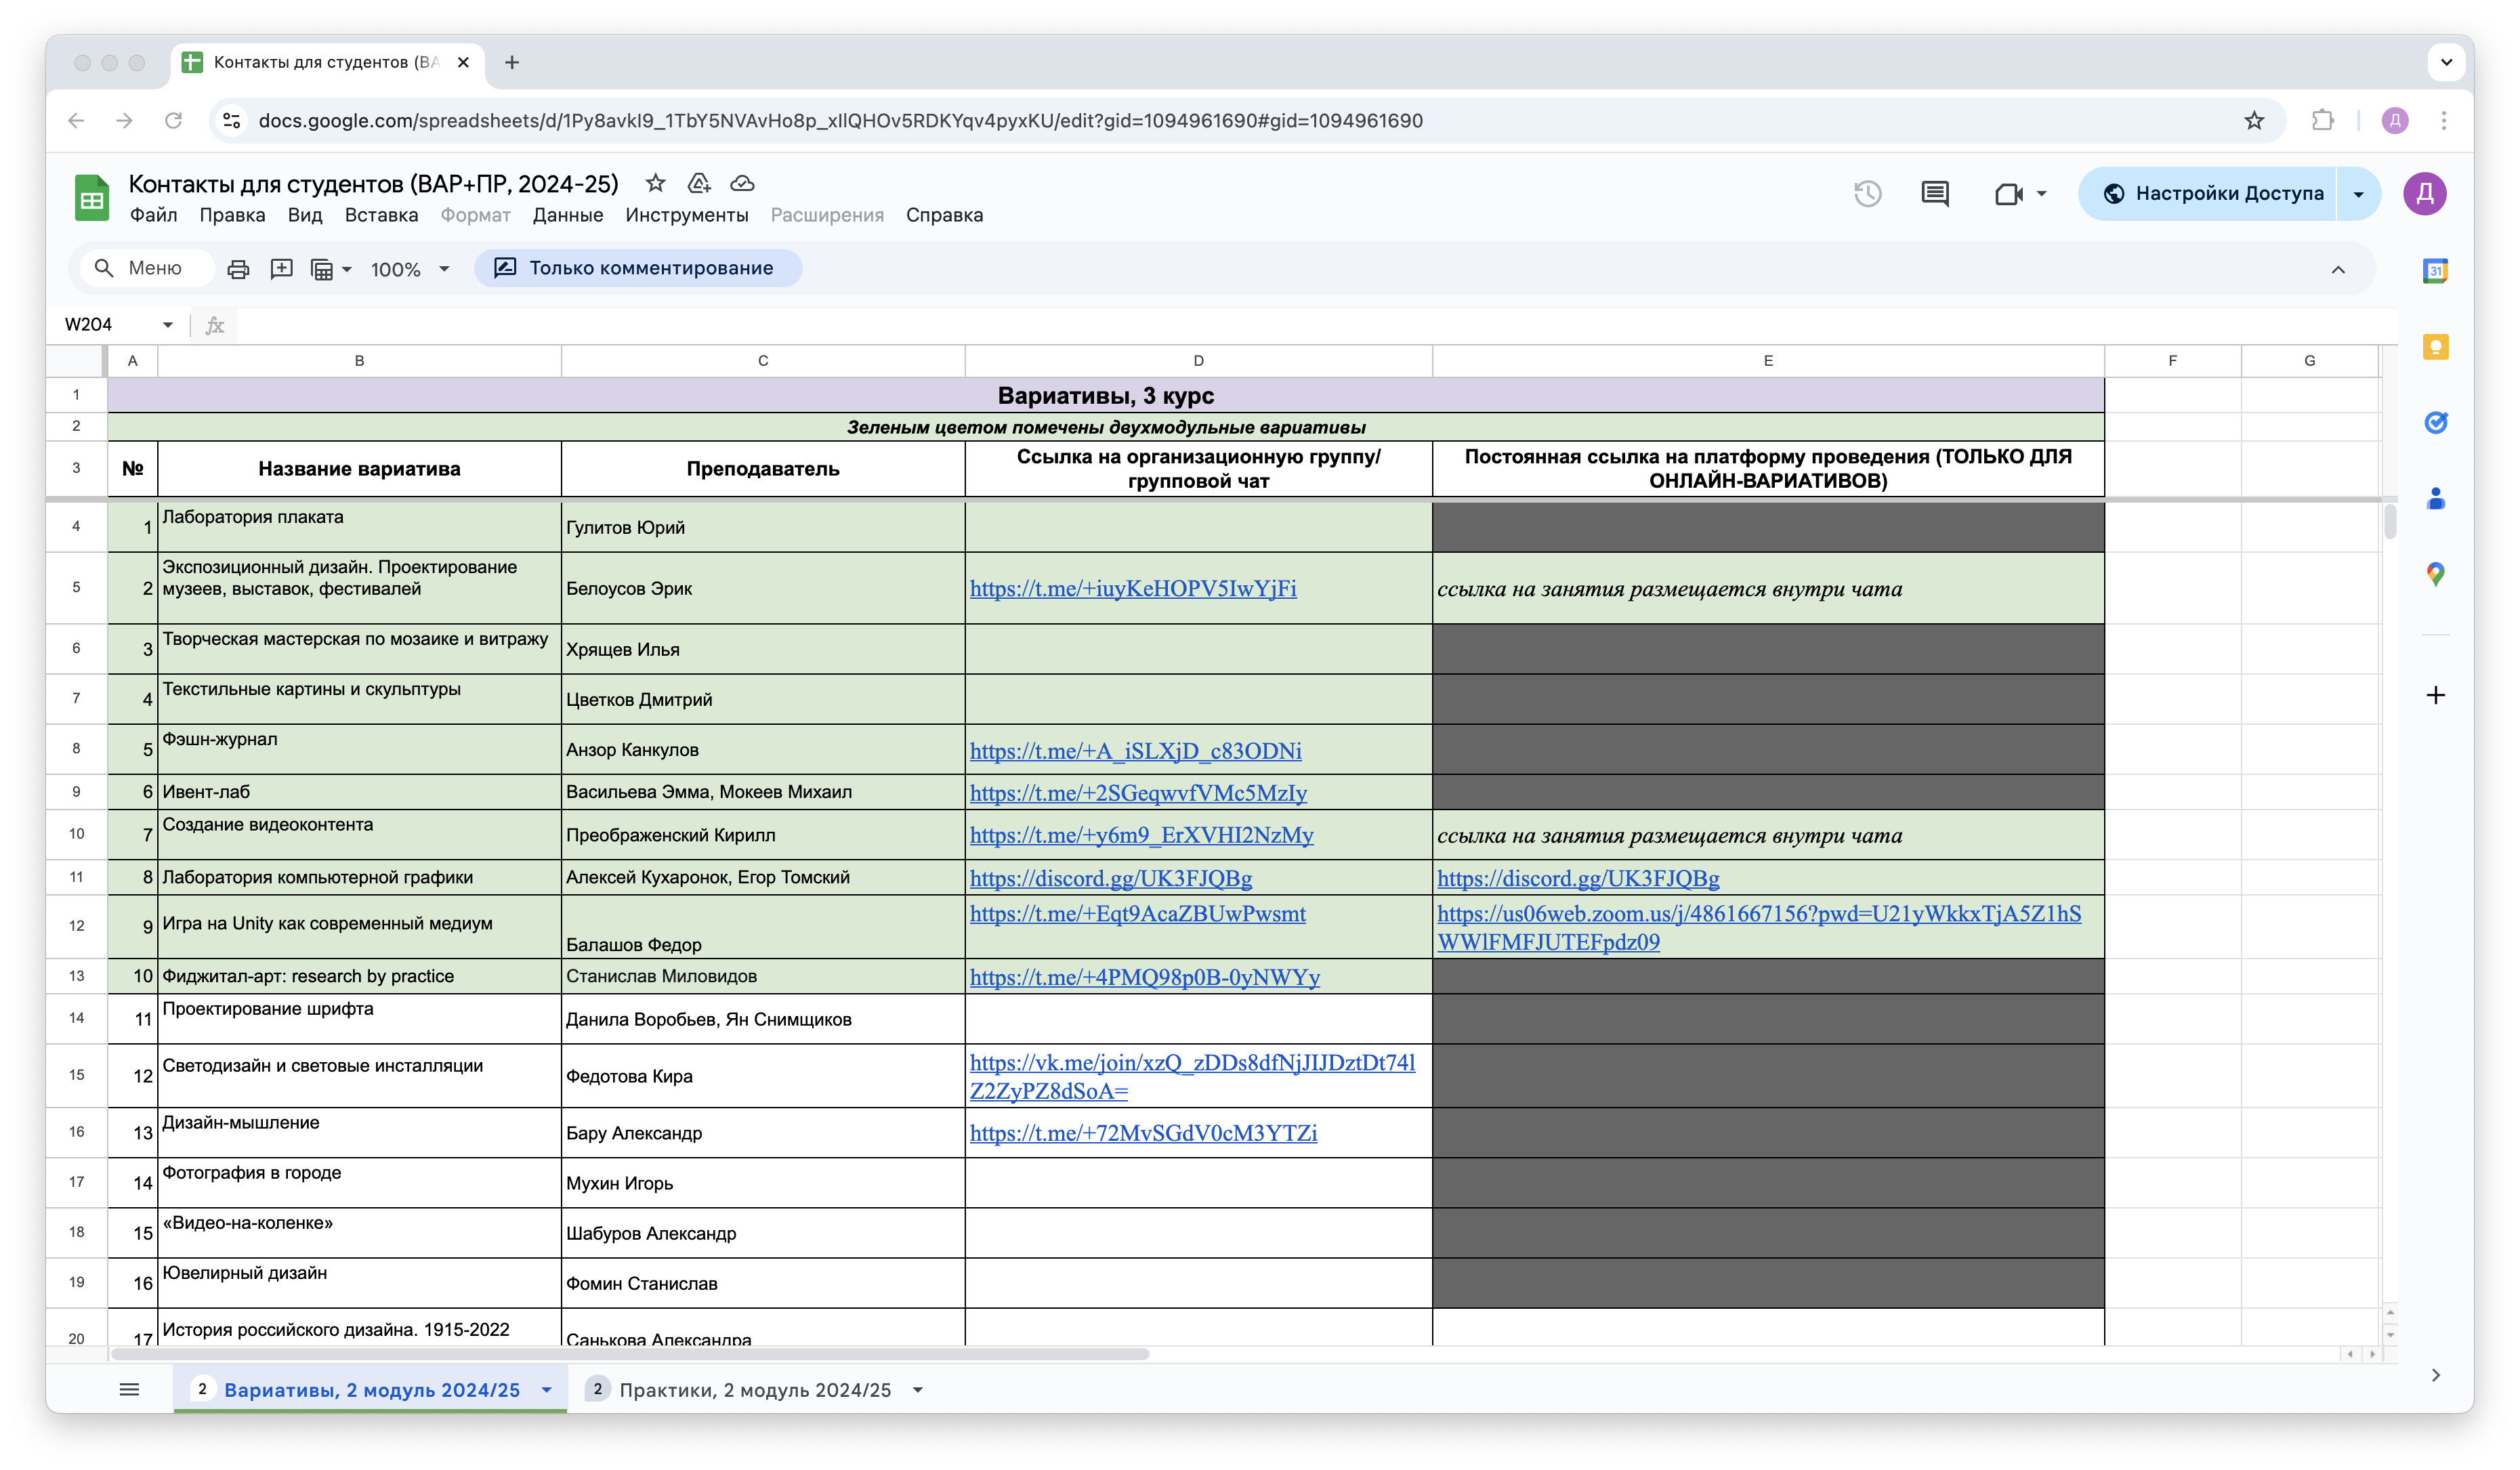 Контакты для студентов (ВА
docs.google.com/spreadsheets/d/1Py8avkl9_1TbY5NVAvHo8p_xIlQHOv5RDKYqv4pyxKU/edit?gid=1094961690#gid=1094961690
Д
Контакты для студентов (ВАР+ПР, 2024-25)
Файл Правка Вид Вставка Формат Данные Инструменты Расширения Справка
Настройки Доступа
Д
Меню 100% Только комментирование
31
W204 fx
A B C D E F G
1 Вариативы, 3 курс
2 Зеленым цветом помечены двухмодульные вариативы
3 № Название вариатива Преподаватель Ссылка на организационную группу/
групповой чат Постоянная ссылка на платформу проведения (ТОЛЬКО ДЛЯ
ОНЛАЙН-ВАРИАТИВОВ)
4 1 Лаборатория плаката Гулитов Юрий
5 2 Экспозиционный дизайн. Проектирование
музеев, выставок, фестивалей Белоусов Эрик https://t.me/+iuyKeHOPV5IwYjFi ссылка на занятия размещается внутри чата
6 3 Творческая мастерская по мозаике и витражу Хрящев Илья
7 4 Текстильные картины и скульптуры Цветков Дмитрий
8 5 Фэшн-журнал Анзор Канкулов https://t.me/+A_iSLXjD_c83ODNi
9 6 Ивент-лаб Васильева Эмма, Мокеев Михаил https://t.me/+2SGeqwvfVMc5MzIy
10 7 Создание видеоконтента Преображенский Кирилл https://t.me/+y6m9_ErXVHI2NzMy ссылка на занятия размещается внутри чата
11 8 Лаборатория компьютерной графики Алексей Кухаронок, Егор Томский https://discord.gg/UK3FJQBg https://discord.gg/UK3FJQBg
12 9 Игра на Unity как современный медиум Балашов Федор https://t.me/+Eqt9AcaZBUwPwsmt https://us06web.zoom.us/j/4861667156?pwd=U21yWkkxTjA5Z1hS
WWlFMFJUTEFpdz09
13 10 Фиджитал-арт: research by practice Станислав Миловидов https://t.me/+4PMQ98p0B-0yNWYy
14 11 Проектирование шрифта Данила Воробьев, Ян Снимщиков
15 12 Светодизайн и световые инсталляции Федотова Кира https://vk.me/join/xzQ_zDDs8dfNjJIJDztDt74l
Z2ZyPZ8dSoA=
16 13 Дизайн-мышление Бару Александр https://t.me/+72MvSGdV0cM3YTZi
17 14 Фотография в городе Мухин Игорь
18 15 «Видео-на-коленке» Шабуров Александр
19 16 Ювелирный дизайн Фомин Станислав
20 17 История российского дизайна. 1915-2022 Санькова Александра
2 Вариативы, 2 модуль 2024/25 2 Практики, 2 модуль 2024/25